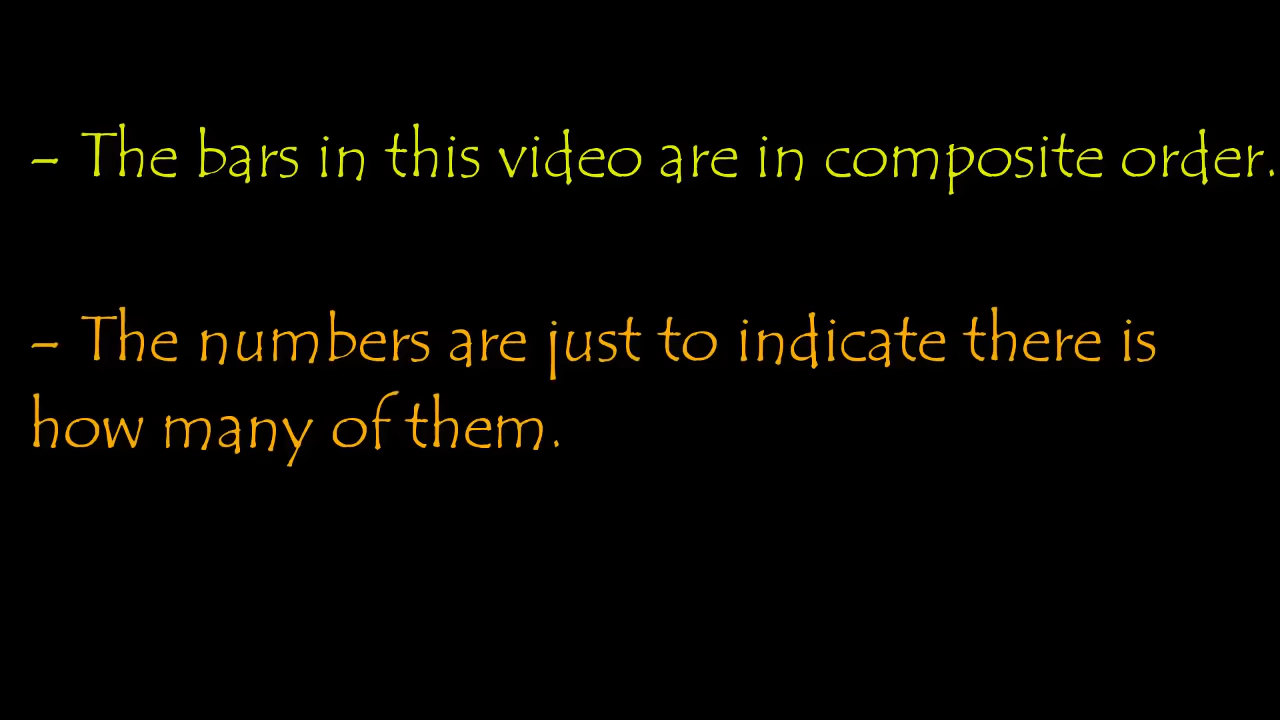 - The bars in this video are in composite order.
- The numbers are just to indicate there is
how many of them.